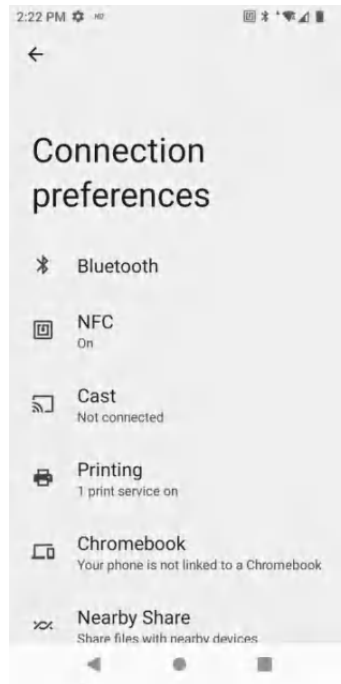 2:22 PM
Connection
preferences
Bluetooth
NFC
On
Cast
Not connected
Printing
1 print service on
Chromebook
Your phone is not linked to a Chromebook
Nearby Share
Share files with nearby devices